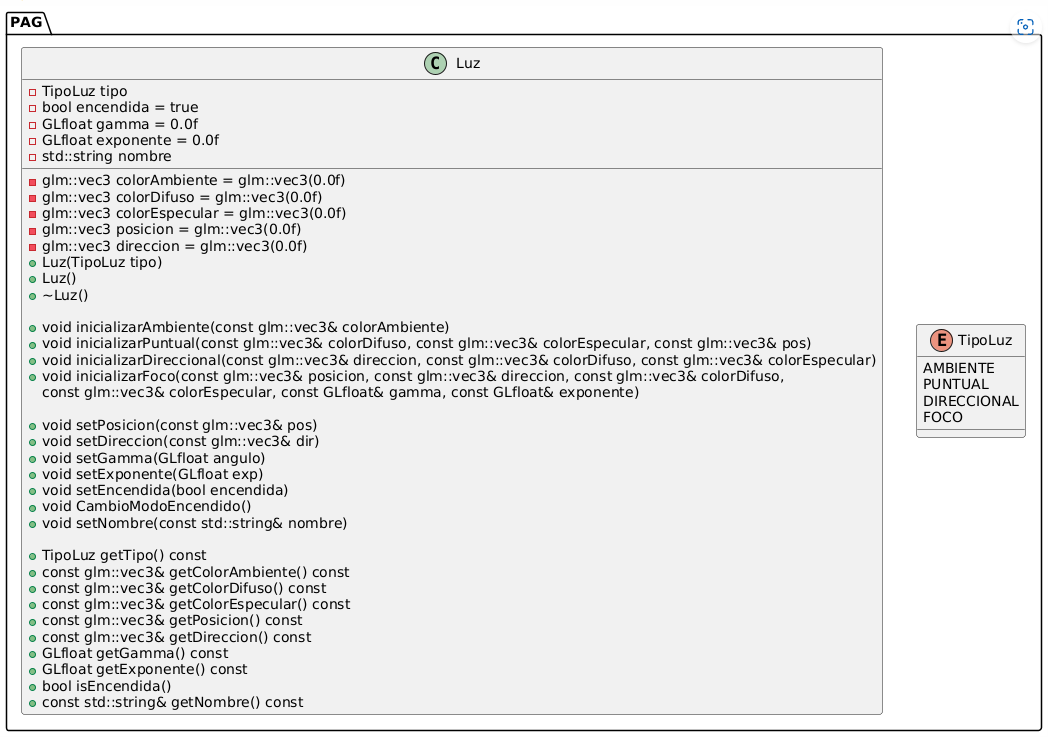 PAG
C Luz
TipoLuz tipo
bool encendida = true
GLfloat gamma = 0.0f
GLfloat exponente = 0.0f
std::string nombre
glm::vec3 colorAmbiente = glm::vec3(0.0f)
glm::vec3 colorDifuso = glm::vec3(0.0f)
glm::vec3 colorEspecular = glm::vec3(0.0f)
glm::vec3 posicion = glm::vec3(0.0f)
glm::vec3 direccion = glm::vec3(0.0f)
Luz(TipoLuz tipo)
Luz()
~Luz()
void inicializarAmbiente(const glm::vec3& colorAmbiente)
void inicializarPuntual(const glm::vec3& colorDifuso, const glm::vec3& colorEspecular, const glm::vec3& pos)
void inicializarDireccional(const glm::vec3& direccion, const glm::vec3& colorDifuso, const glm::vec3& colorEspecular)
void inicializarFoco(const glm::vec3& posicion, const glm::vec3& direccion, const glm::vec3& colorDifuso,
const glm::vec3& colorEspecular, const GLfloat& gamma, const GLfloat& exponente)
void setPosicion(const glm::vec3& pos)
void setDireccion(const glm::vec3& dir)
void setGamma(GLfloat angulo)
void setExponente(GLfloat exp)
void setEncendida(bool encendida)
void CambioModoEncendido()
void setNombre(const std::string& nombre)
TipoLuz getTipo() const
const glm::vec3& getColorAmbiente() const
const glm::vec3& getColorDifuso() const
const glm::vec3& getColorEspecular() const
const glm::vec3& getPosicion() const
const glm::vec3& getDireccion() const
GLfloat getGamma() const
GLfloat getExponente() const
bool isEncendida()
const std::string& getNombre() const
E TipoLuz
AMBIENTE
PUNTUAL
DIRECCIONAL
FOCO